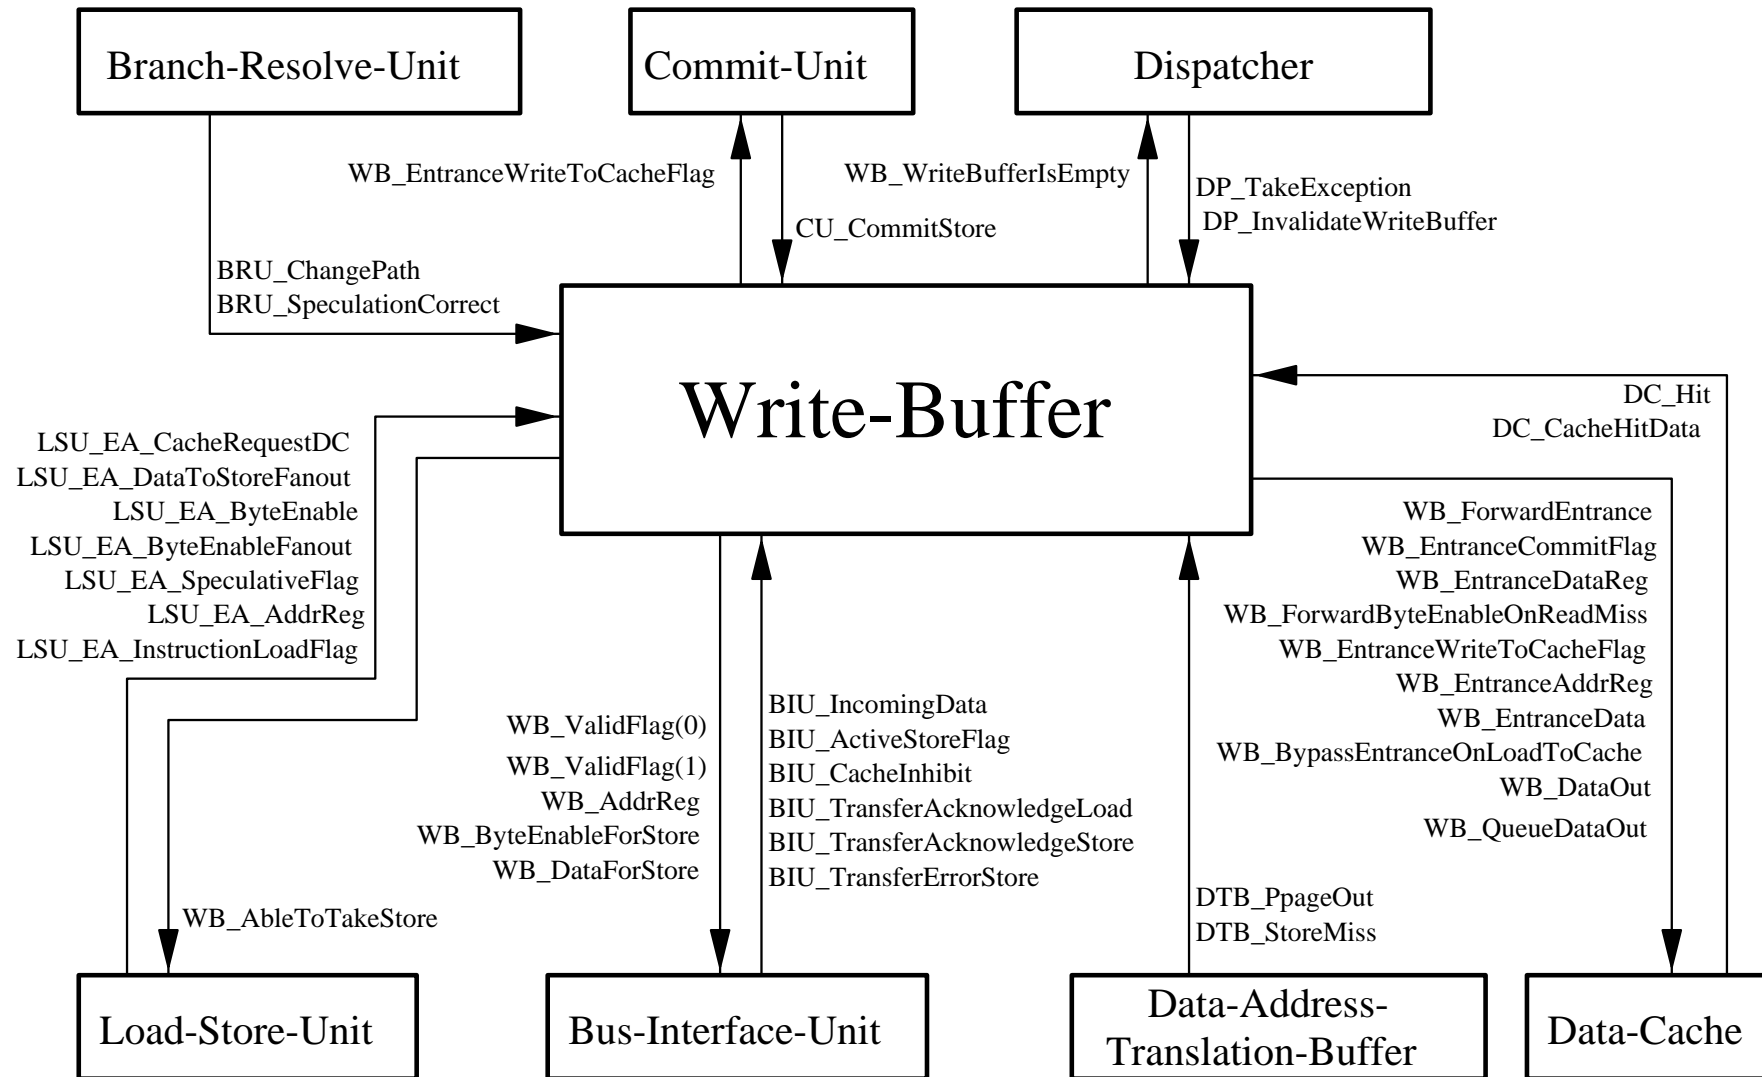 Branch-Resolve-Unit
Commit-Unit
Dispatcher
WB_EntranceWriteToCacheFlag
CU_CommitStore
WB_WriteBufferIsEmpty
DP_TakeException
DP_InvalidateWriteBuffer
BRU_ChangePath
BRU_SpeculationCorrect
Write-Buffer
DC_Hit
DC_CacheHitData
LSU_EA_CacheRequestDC
LSU_EA_DataToStoreFanout
LSU_EA_ByteEnable
LSU_EA_ByteEnableFanout
LSU_EA_SpeculativeFlag
LSU_EA_AddrReg
LSU_EA_InstructionLoadFlag
WB_AbleToTakeStore
WB_ValidFlag(0)
WB_ValidFlag(1)
WB_AddrReg
WB_ByteEnableForStore
WB_DataForStore
BIU_IncomingData
BIU_ActiveStoreFlag
BIU_CacheInhibit
BIU_TransferAcknowledgeLoad
BIU_TransferAcknowledgeStore
BIU_TransferErrorStore
DTB_PpageOut
DTB_StoreMiss
WB_ForwardEntrance
WB_EntranceCommitFlag
WB_EntranceDataReg
WB_ForwardByteEnableOnReadMiss
WB_EntranceWriteToCacheFlag
WB_EntranceAddrReg
WB_EntranceData
WB_BypassEntranceOnLoadToCache
WB_DataOut
WB_QueueDataOut
Load-Store-Unit
Bus-Interface-Unit
Data-Address-
Translation-Buffer
Data-Cache